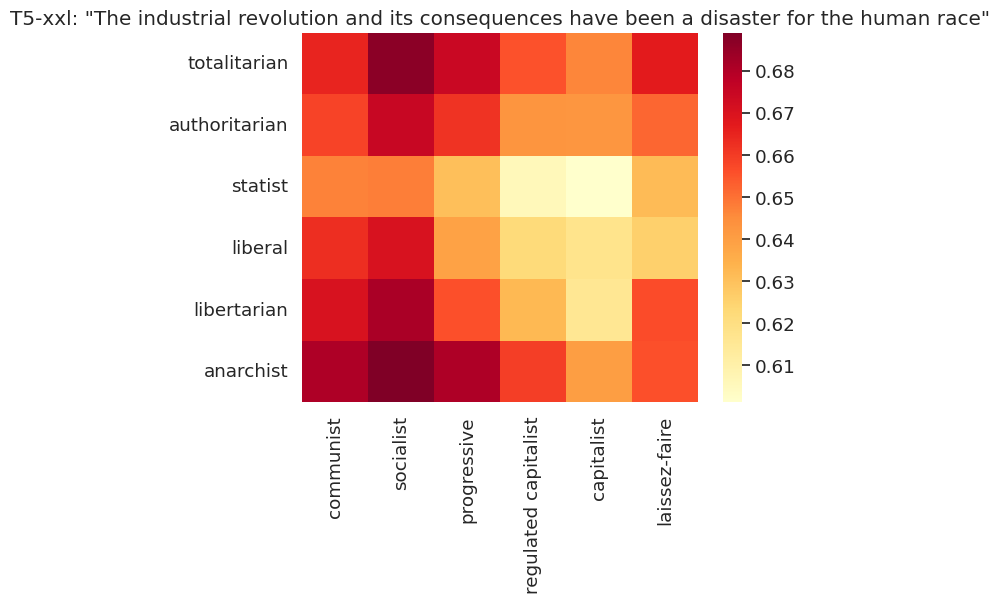 T5-xxl: "The industrial revolution and its consequences have been a disaster for the human race"
totalitarian
authoritarian
statist
liberal
libertarian
anarchist
communist
socialist
progressive
regulated capitalist
capitalist
laissez-faire
0.68
0.67
0.66
0.65
0.64
0.63
0.62
0.61